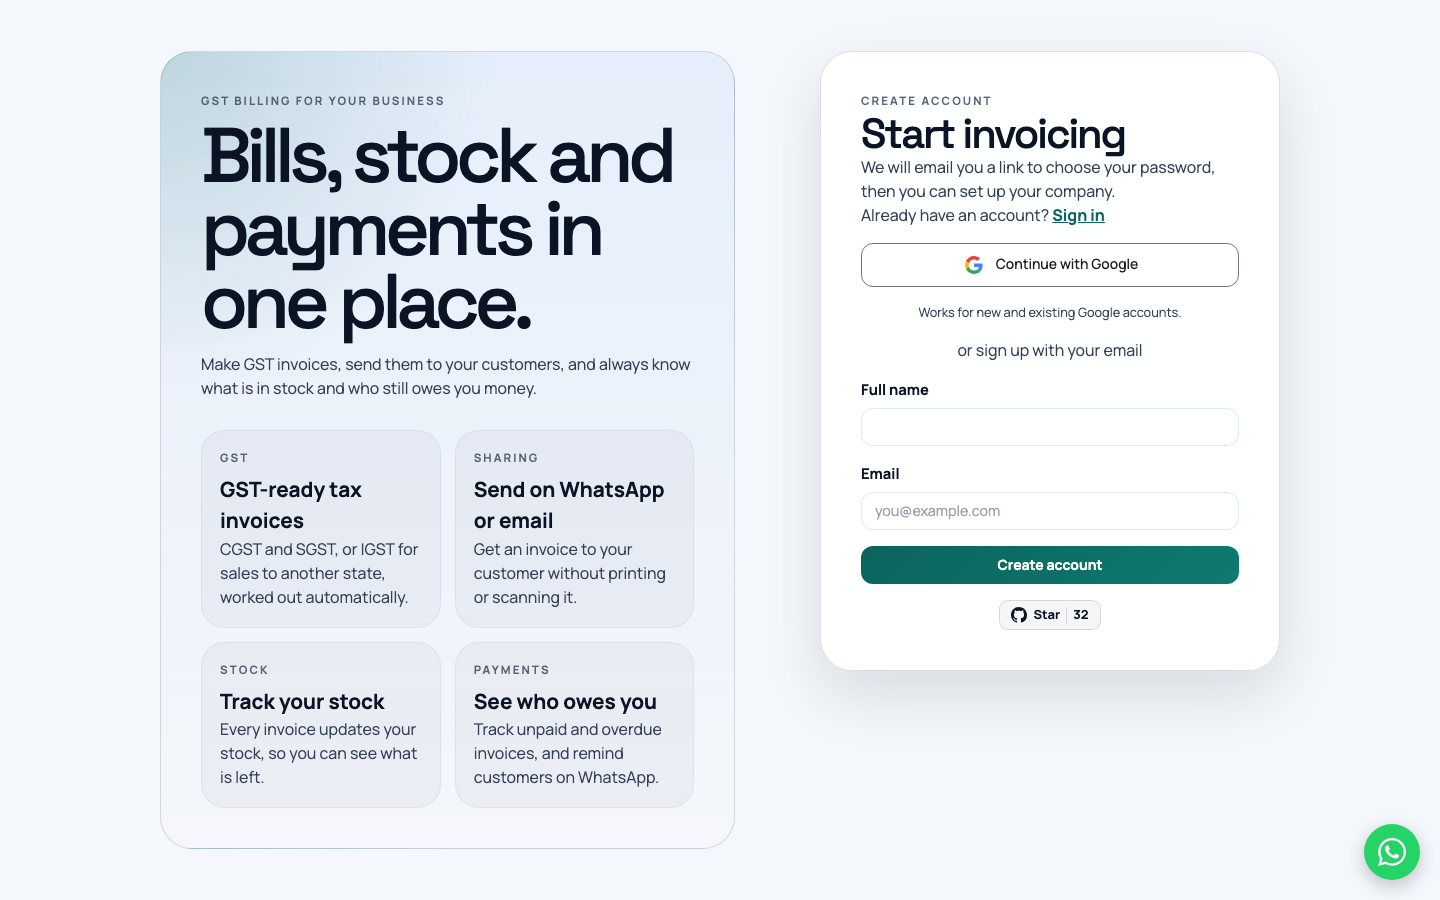 GST BILLING FOR YOUR BUSINESS
Bills, stock and
payments in
one place.
Make GST invoices, send them to your customers, and always know
what is in stock and who still owes you money.
GST
GST-ready tax
invoices
CGST and SGST, or IGST for
sales to another state,
worked out automatically.
SHARING
Send on WhatsApp
or email
Get an invoice to your
customer without printing
or scanning it.
STOCK
Track your stock
Every invoice updates your
stock, so you can see what
is left.
PAYMENTS
See who owes you
Track unpaid and overdue
invoices, and remind
customers on WhatsApp.
CREATE ACCOUNT
Start invoicing
We will email you a link to choose your password,
then you can set up your company.
Already have an account? Sign in
Continue with Google
Works for new and existing Google accounts.
or sign up with your email
Full name
Email
you@example.com
Create account
Star 32